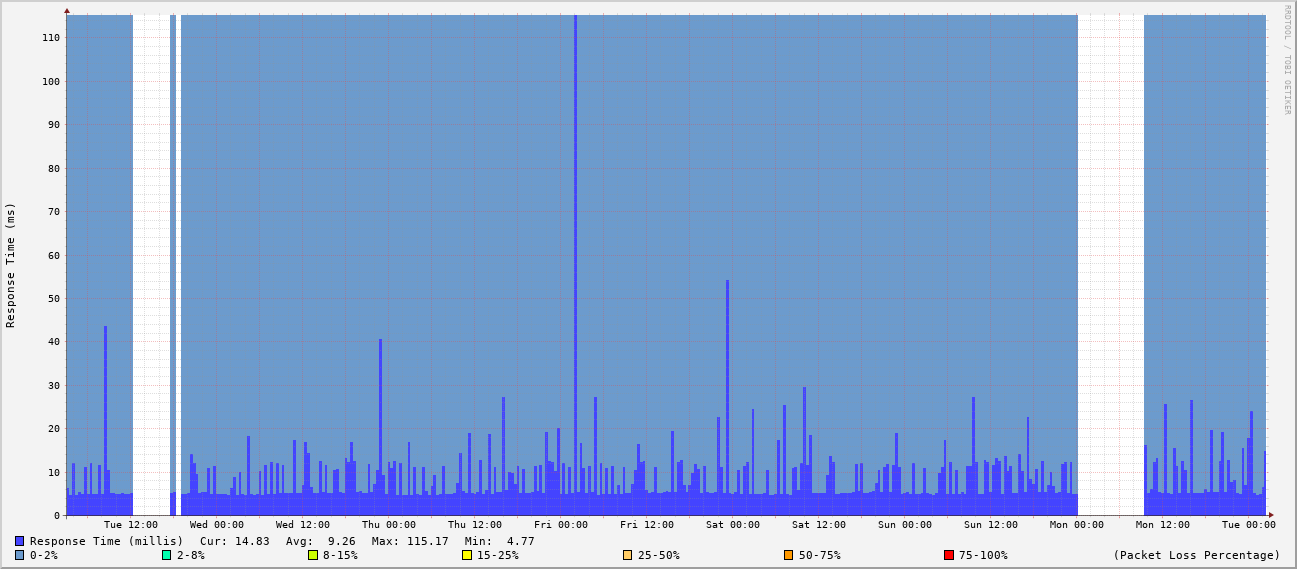 RRDTOOL / TOBI OETIKER
Response Time (ms)
110
100
90
80
70
60
50
40
30
20
10
0
Tue 12:00 Wed 00:00 Wed 12:00 Thu 00:00 Thu 12:00 Fri 00:00 Fri 12:00 Sat 00:00 Sat 12:00 Sun 00:00 Sun 12:00 Mon 00:00 Mon 12:00 Tue 00:00
Response Time (millis) Cur: 14.83 Avg: 9.26 Max: 115.17 Min: 4.77
0-2% 2-8% 8-15% 15-25% 25-50% 50-75% 75-100% (Packet Loss Percentage)